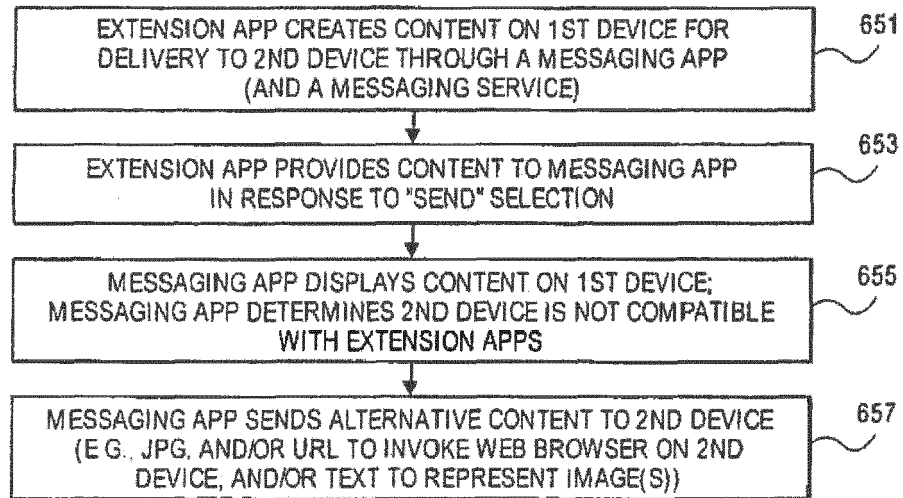 EXTENSION APP CREATES CONTENT ON 1ST DEVICE FOR
DELIVERY TO 2ND DEVICE THROUGH A MESSAGING APP
(AND A MESSAGING SERVICE)
651
EXTENSION APP PROVIDES CONTENT TO MESSAGING APP
IN RESPONSE TO "SEND" SELECTION
653
MESSAGING APP DISPLAYS CONTENT ON 1ST DEVICE;
MESSAGING APP DETERMINES 2ND DEVICE IS NOT COMPATIBLE
WITH EXTENSION APPS
655
MESSAGING APP SENDS ALTERNATIVE CONTENT TO 2ND DEVICE
(E G., JPG, AND/OR URL TO INVOKE WEB BROWSER ON 2ND
DEVICE, AND/OR TEXT TO REPRESENT IMAGE(S))
657